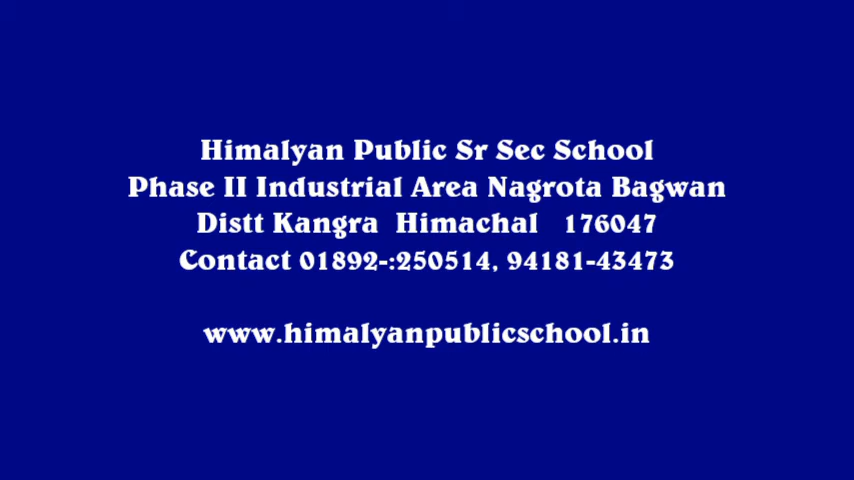 Himalyan Public Sr Sec School
Phase II Industrial Area Nagrota Bagwan
Distt Kangra  Himachal   176047
Contact 01892-:250514, 94181-43473
www.himalyanpublicschool.in